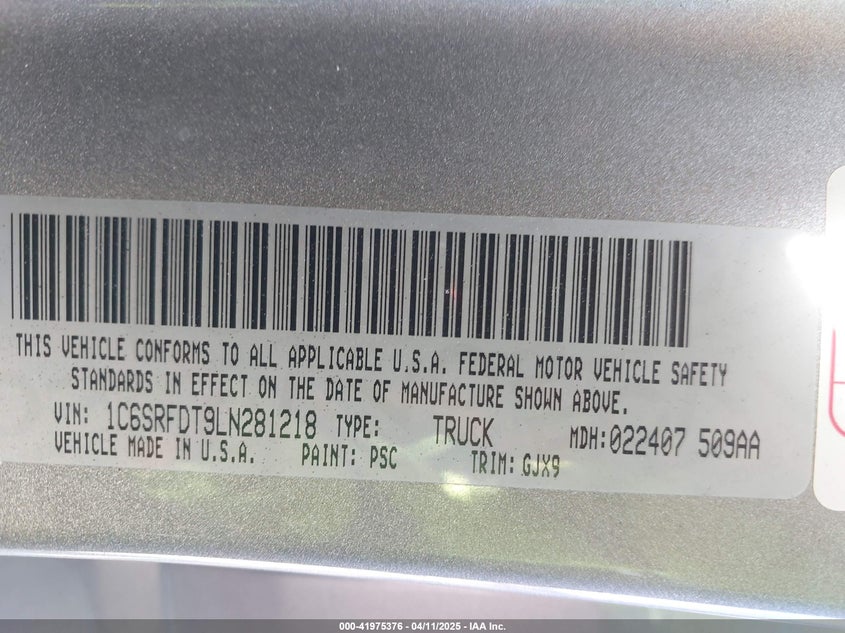 THIS VEHICLE CONFORMS TO ALL APPLICABLE U.S.A. FEDERAL MOTOR VEHICLE SAFETY
STANDARDS IN EFFECT ON THE DATE OF MANUFACTURE SHOWN ABOVE.
VIN: 1C6SRFDT9LN281218 TYPE: TRUCK MDH:022407 509AA
VEHICLE MADE IN U.S.A. PAINT: PSC TRIM: GJX9
000-41975376 - 04/11/2025 - IAA Inc.